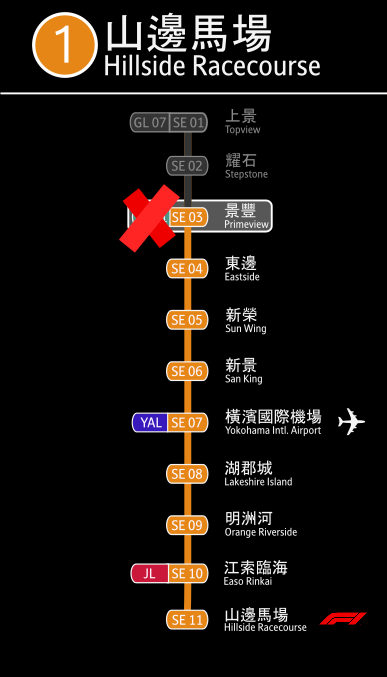 1
山邊馬場
Hillside Racecourse
GL 07 SE 01 上景
Topview
SE 02 耀石
Stepstone
SE 03 景豐
Primeview
SE 04 東邊
Eastside
SE 05 新榮
Sun Wing
SE 06 新景
San King
YAL SE 07 橫濱國際機場
Yokohama Intl. Airport
SE 08 湖郡城
Lakeshire Island
SE 09 明洲河
Orange Riverside
JL SE 10 江索臨海
Easo Rinkai
SE 11 山邊馬場
Hillside Racecourse